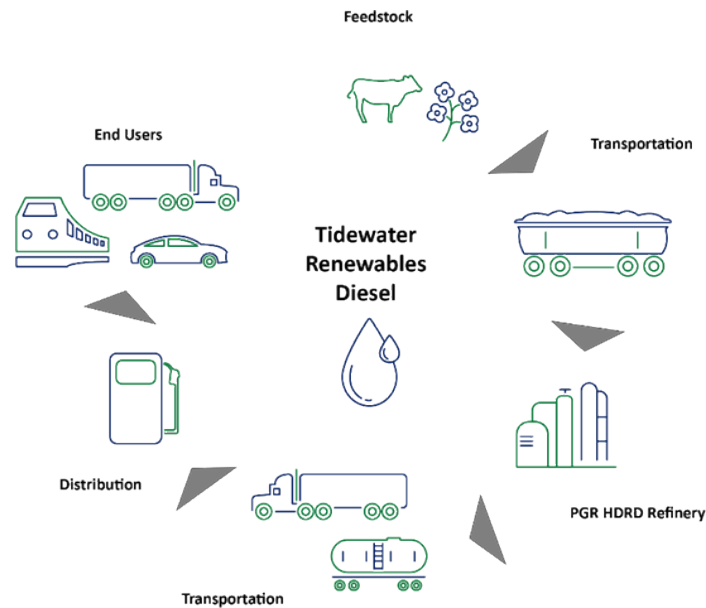 Feedstock
Transportation
End Users
Tidewater
Renewables
Diesel
PGR HDRD Refinery
Distribution
Transportation